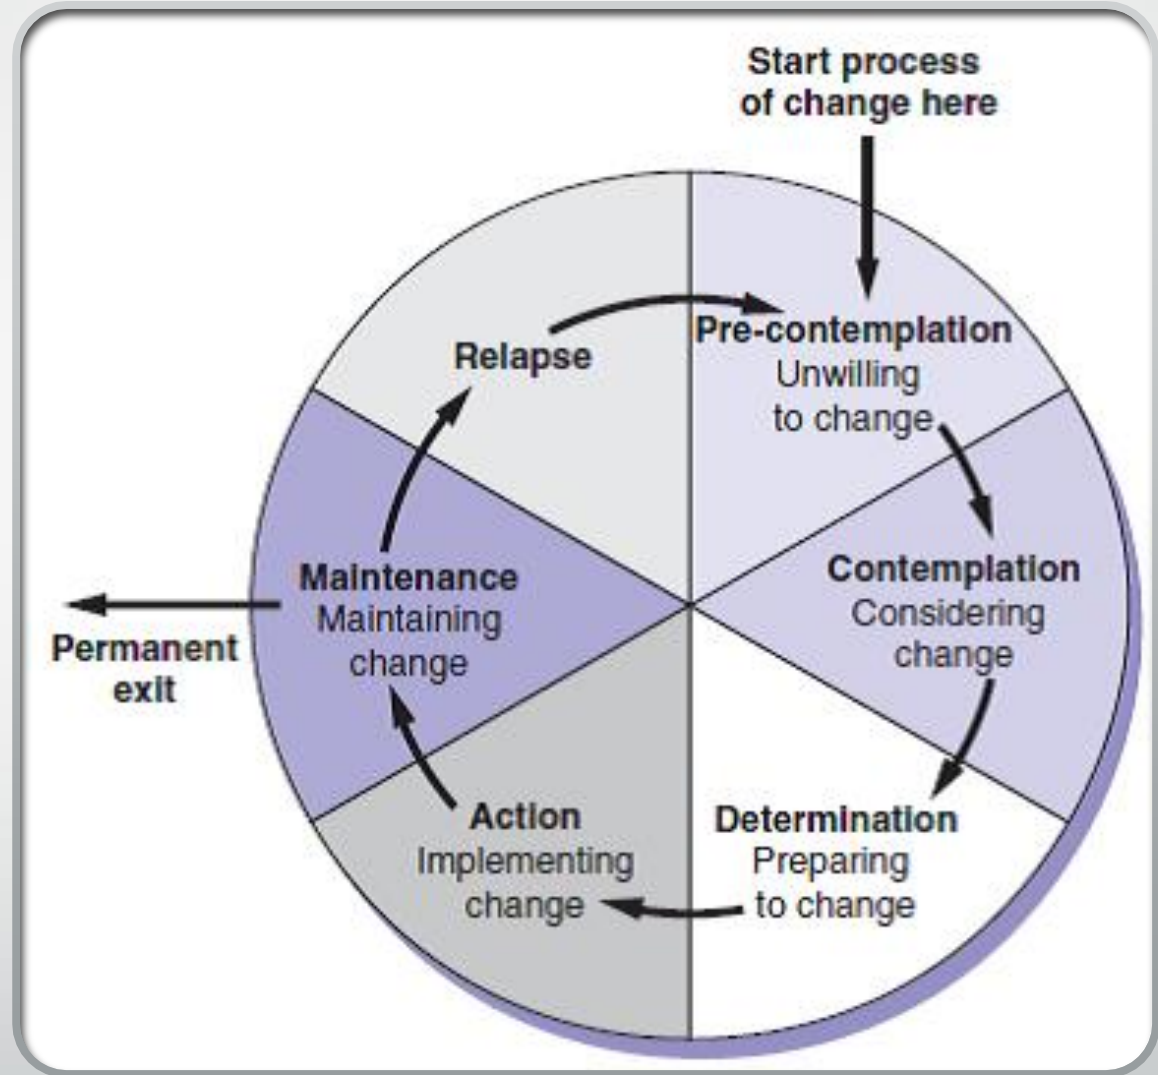 Start process
of change here
Pre-contemplation
Unwilling
to change
Contemplation
Considering
change
Determination
Preparing
to change
Action
Implementing
change
Maintenance
Maintaining
change
Permanent
exit
Relapse